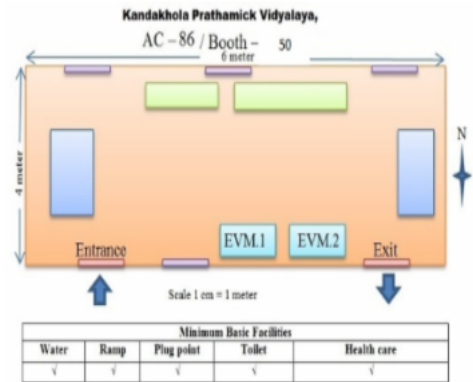 Kandakhola Prathamick Vidyalaya,
AC – 86 / Booth – 50
6 meter
N
4 meter
EVM.1 EVM.2
Entrance Exit
Scale 1 cm = 1 meter
Minimum Basic Facilities
Water Ramp Plug point Toilet Health care
√ √ √ √ √